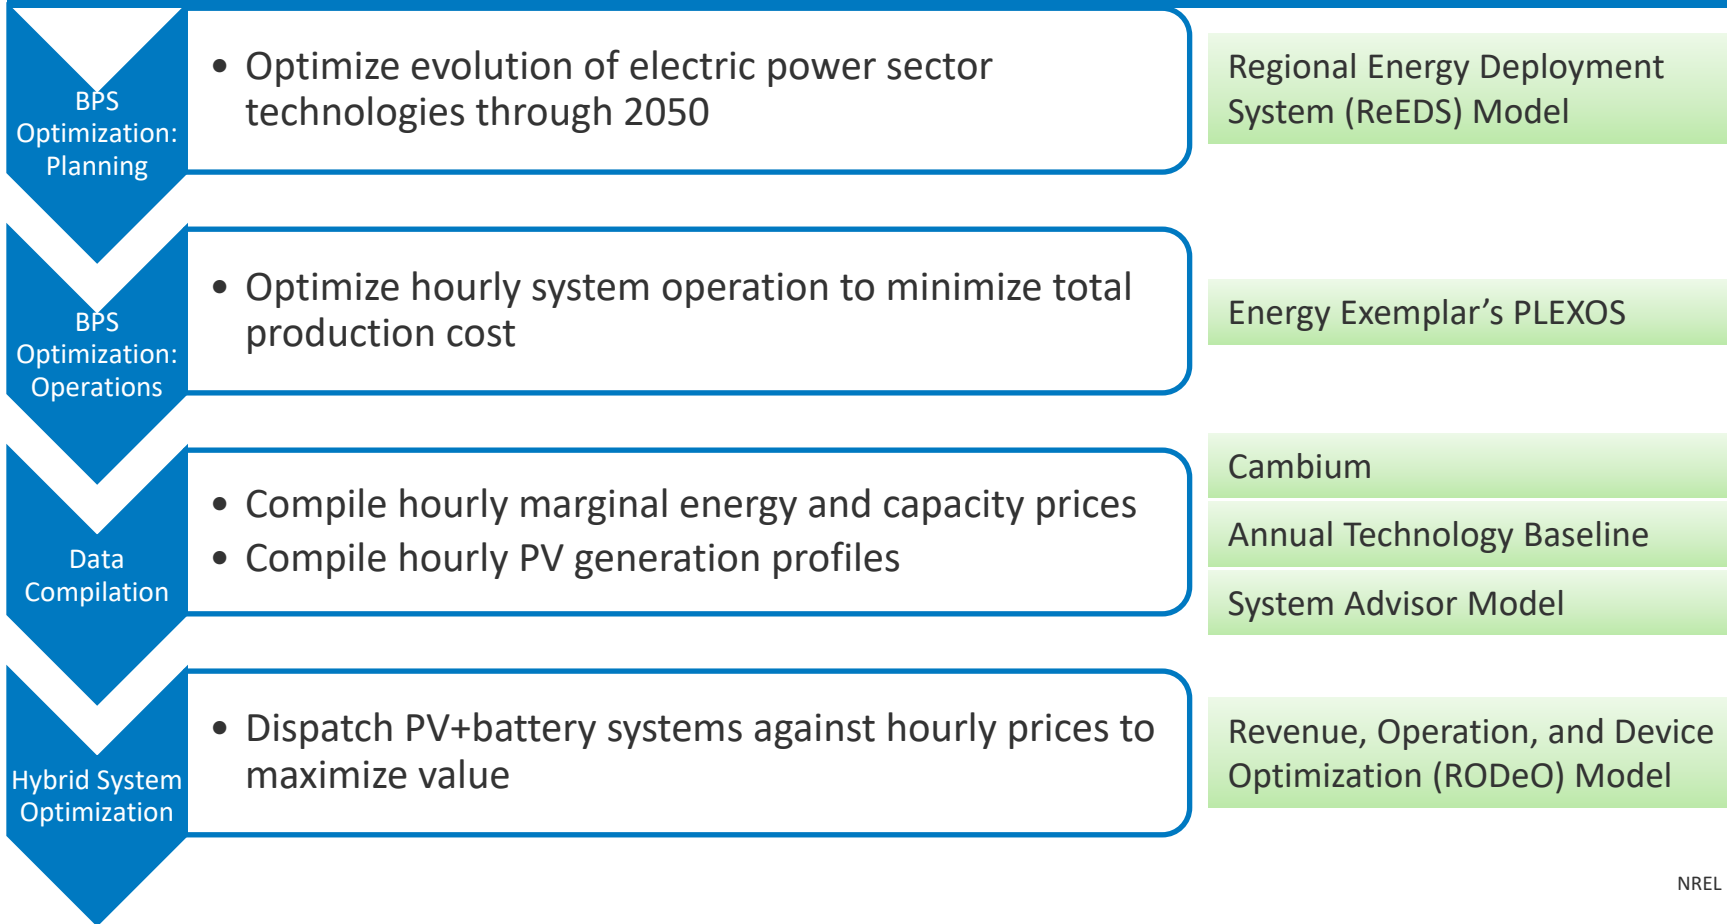 BPS
Optimization:
Planning
• Optimize evolution of electric power sector
technologies through 2050
Regional Energy Deployment
System (ReEDS) Model
BPS
Optimization:
Operations
• Optimize hourly system operation to minimize total
production cost
Energy Exemplar’s PLEXOS
Data
Compilation
• Compile hourly marginal energy and capacity prices
• Compile hourly PV generation profiles
Cambium
Annual Technology Baseline
System Advisor Model
Hybrid System
Optimization
• Dispatch PV+battery systems against hourly prices to
maximize value
Revenue, Operation, and Device
Optimization (RODeO) Model
NREL